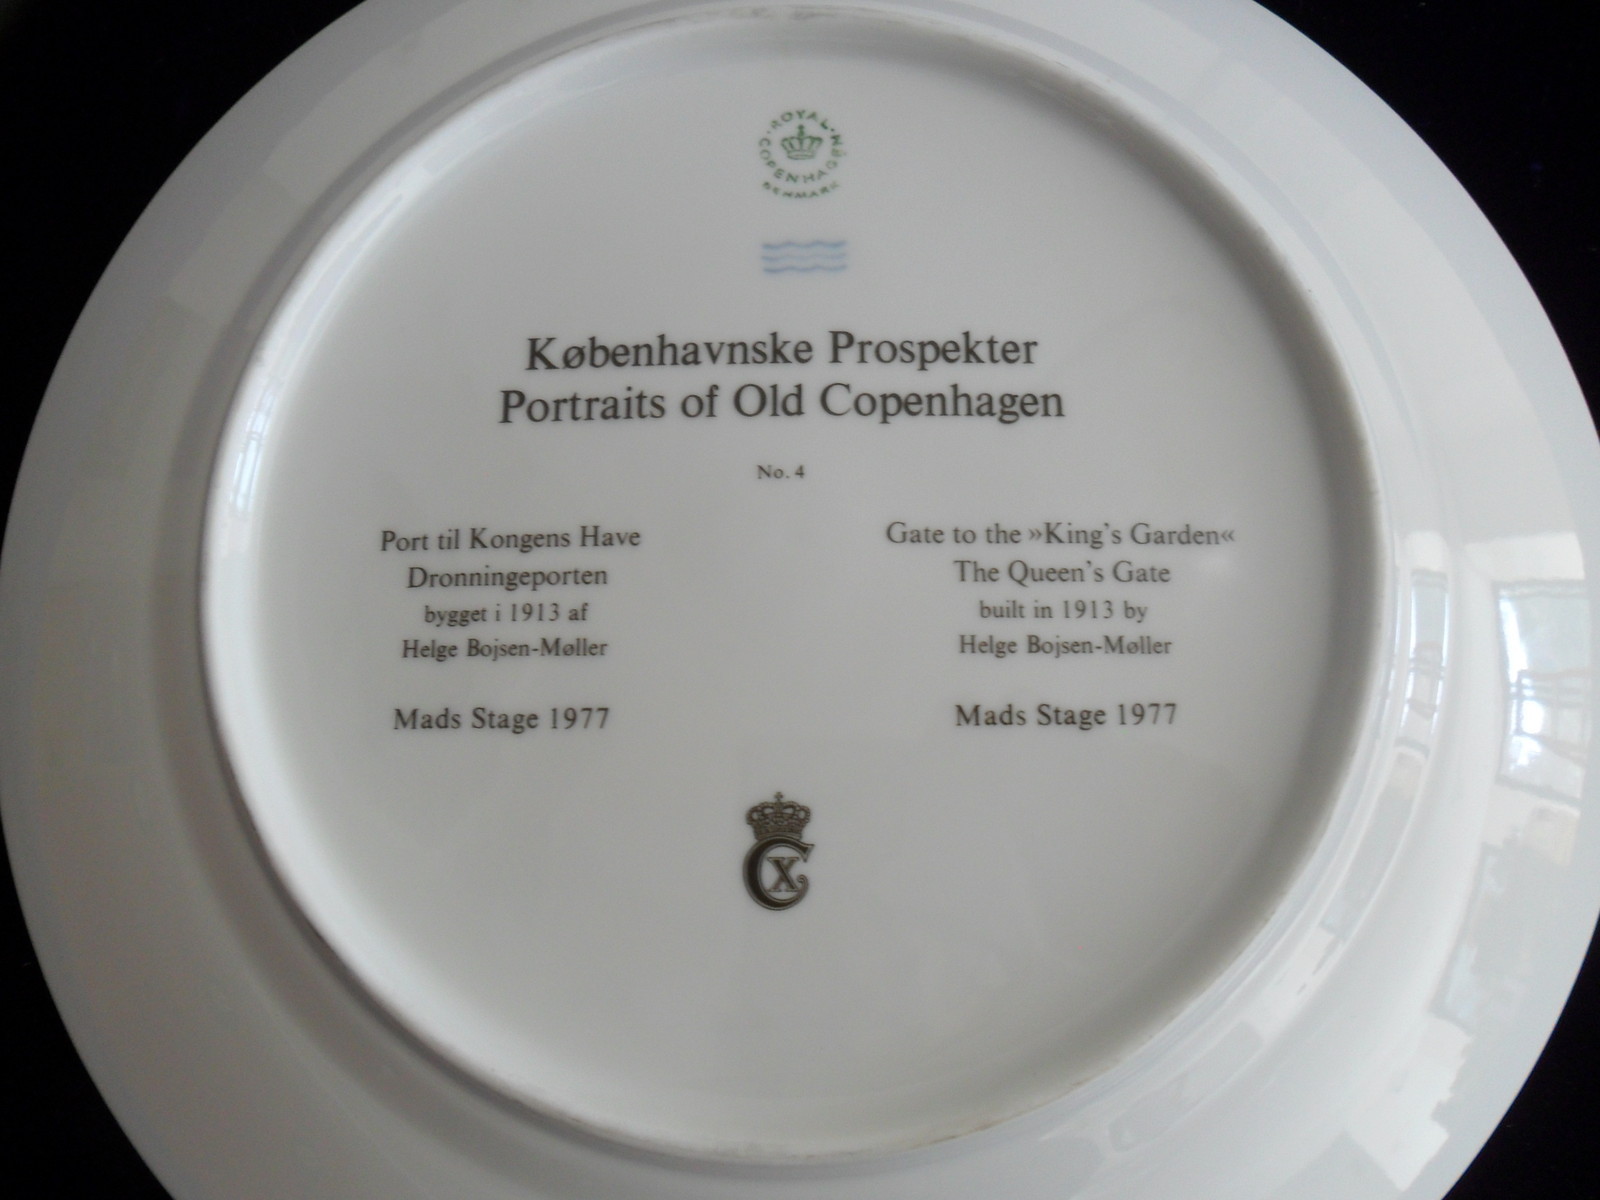 ROYAL COPENHAGEN
DENMARK
Københavnske Prospekter
Portraits of Old Copenhagen
No. 4
Port til Kongens Have
Dronningeporten
bygget i 1913 af
Helge Bojsen-Møller
Mads Stage 1977
Gate to the »King's Garden«
The Queen's Gate
built in 1913 by
Helge Bojsen-Møller
Mads Stage 1977
CX